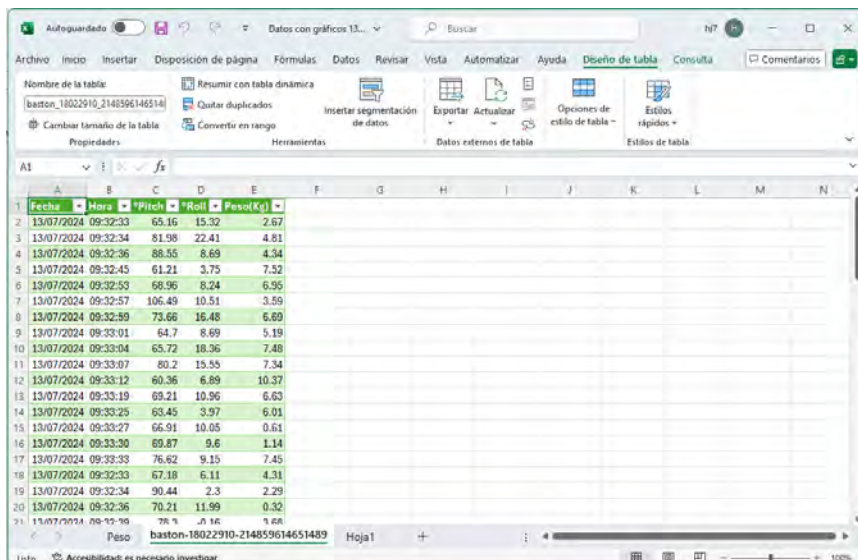 Autoguardado Datos con gráficos 13... Buscar hj7 H
Archivo Inicio Insertar Disposición de página Fórmulas Datos Revisar Vista Automatizar Ayuda Diseño de tabla Consulta Comentarios
Nombre de la tabla:
baston_18022910_2148596146514
Cambiar tamaño de la tabla
Propiedades
Resumir con tabla dinámica
Quitar duplicados
Convertir en rango
Insertar segmentación de datos
Herramientas
Exportar Actualizar
Datos externos de tabla
Opciones de estilo de tabla
Estilos rápidos
Estilos de tabla
A1 fx
A B C D E F G H I J K L M N
1 Fecha Hora *Pitch *Roll Peso(Kg)
2 13/07/2024 09:32:33 65.16 15.32 2.67
3 13/07/2024 09:32:34 81.98 22.41 4.81
4 13/07/2024 09:32:36 88.55 8.69 4.34
5 13/07/2024 09:32:45 61.21 3.75 7.52
6 13/07/2024 09:32:53 68.96 8.24 6.95
7 13/07/2024 09:32:57 106.49 10.51 3.59
8 13/07/2024 09:32:59 73.66 16.48 6.69
9 13/07/2024 09:33:01 64.7 8.69 5.19
10 13/07/2024 09:33:04 65.72 18.36 7.48
11 13/07/2024 09:33:07 80.2 15.55 7.34
12 13/07/2024 09:33:12 60.36 6.89 10.37
13 13/07/2024 09:33:19 69.21 10.96 6.63
14 13/07/2024 09:33:25 63.45 3.97 6.01
15 13/07/2024 09:33:27 66.91 10.05 0.61
16 13/07/2024 09:33:30 69.87 9.6 1.14
17 13/07/2024 09:33:33 76.62 9.15 7.45
18 13/07/2024 09:32:33 67.18 6.11 4.31
19 13/07/2024 09:32:34 90.44 2.3 2.29
20 13/07/2024 09:32:36 70.21 11.99 0.32
21 13/07/2024 09:32:39 78.3 -0.16 3.68
Peso baston-18022910-214859614651489 Hoja1
Listo Accesibilidad: es necesario investigar 100%